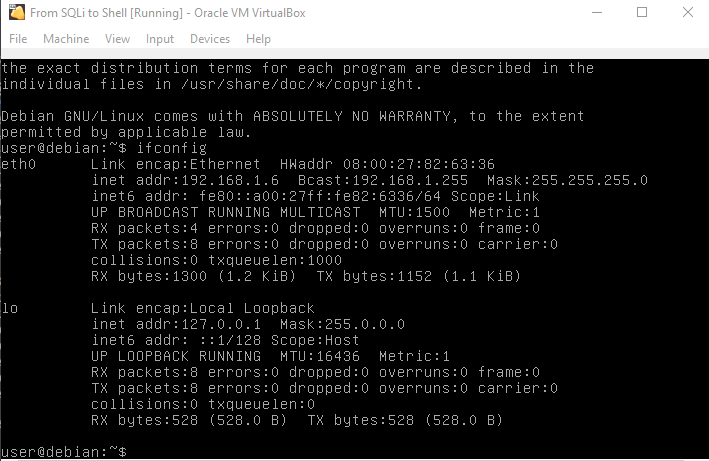 From SQLi to Shell [Running] - Oracle VM VirtualBox
File Machine View Input Devices Help
the exact distribution terms for each program are described in the
individual files in /usr/share/doc/*/copyright.
Debian GNU/Linux comes with ABSOLUTELY NO WARRANTY, to the extent
permitted by applicable law.
user@debian:~$ ifconfig
eth0      Link encap:Ethernet  HWaddr 08:00:27:82:63:36
          inet addr:192.168.1.6  Bcast:192.168.1.255  Mask:255.255.255.0
          inet6 addr: fe80::a00:27ff:fe82:6336/64 Scope:Link
          UP BROADCAST RUNNING MULTICAST  MTU:1500  Metric:1
          RX packets:4 errors:0 dropped:0 overruns:0 frame:0
          TX packets:8 errors:0 dropped:0 overruns:0 carrier:0
          collisions:0 txqueuelen:1000
          RX bytes:1300 (1.2 KiB)  TX bytes:1152 (1.1 KiB)
lo        Link encap:Local Loopback
          inet addr:127.0.0.1  Mask:255.0.0.0
          inet6 addr: ::1/128 Scope:Host
          UP LOOPBACK RUNNING  MTU:16436  Metric:1
          RX packets:8 errors:0 dropped:0 overruns:0 frame:0
          TX packets:8 errors:0 dropped:0 overruns:0 carrier:0
          collisions:0 txqueuelen:0
          RX bytes:528 (528.0 B)  TX bytes:528 (528.0 B)
user@debian:~$